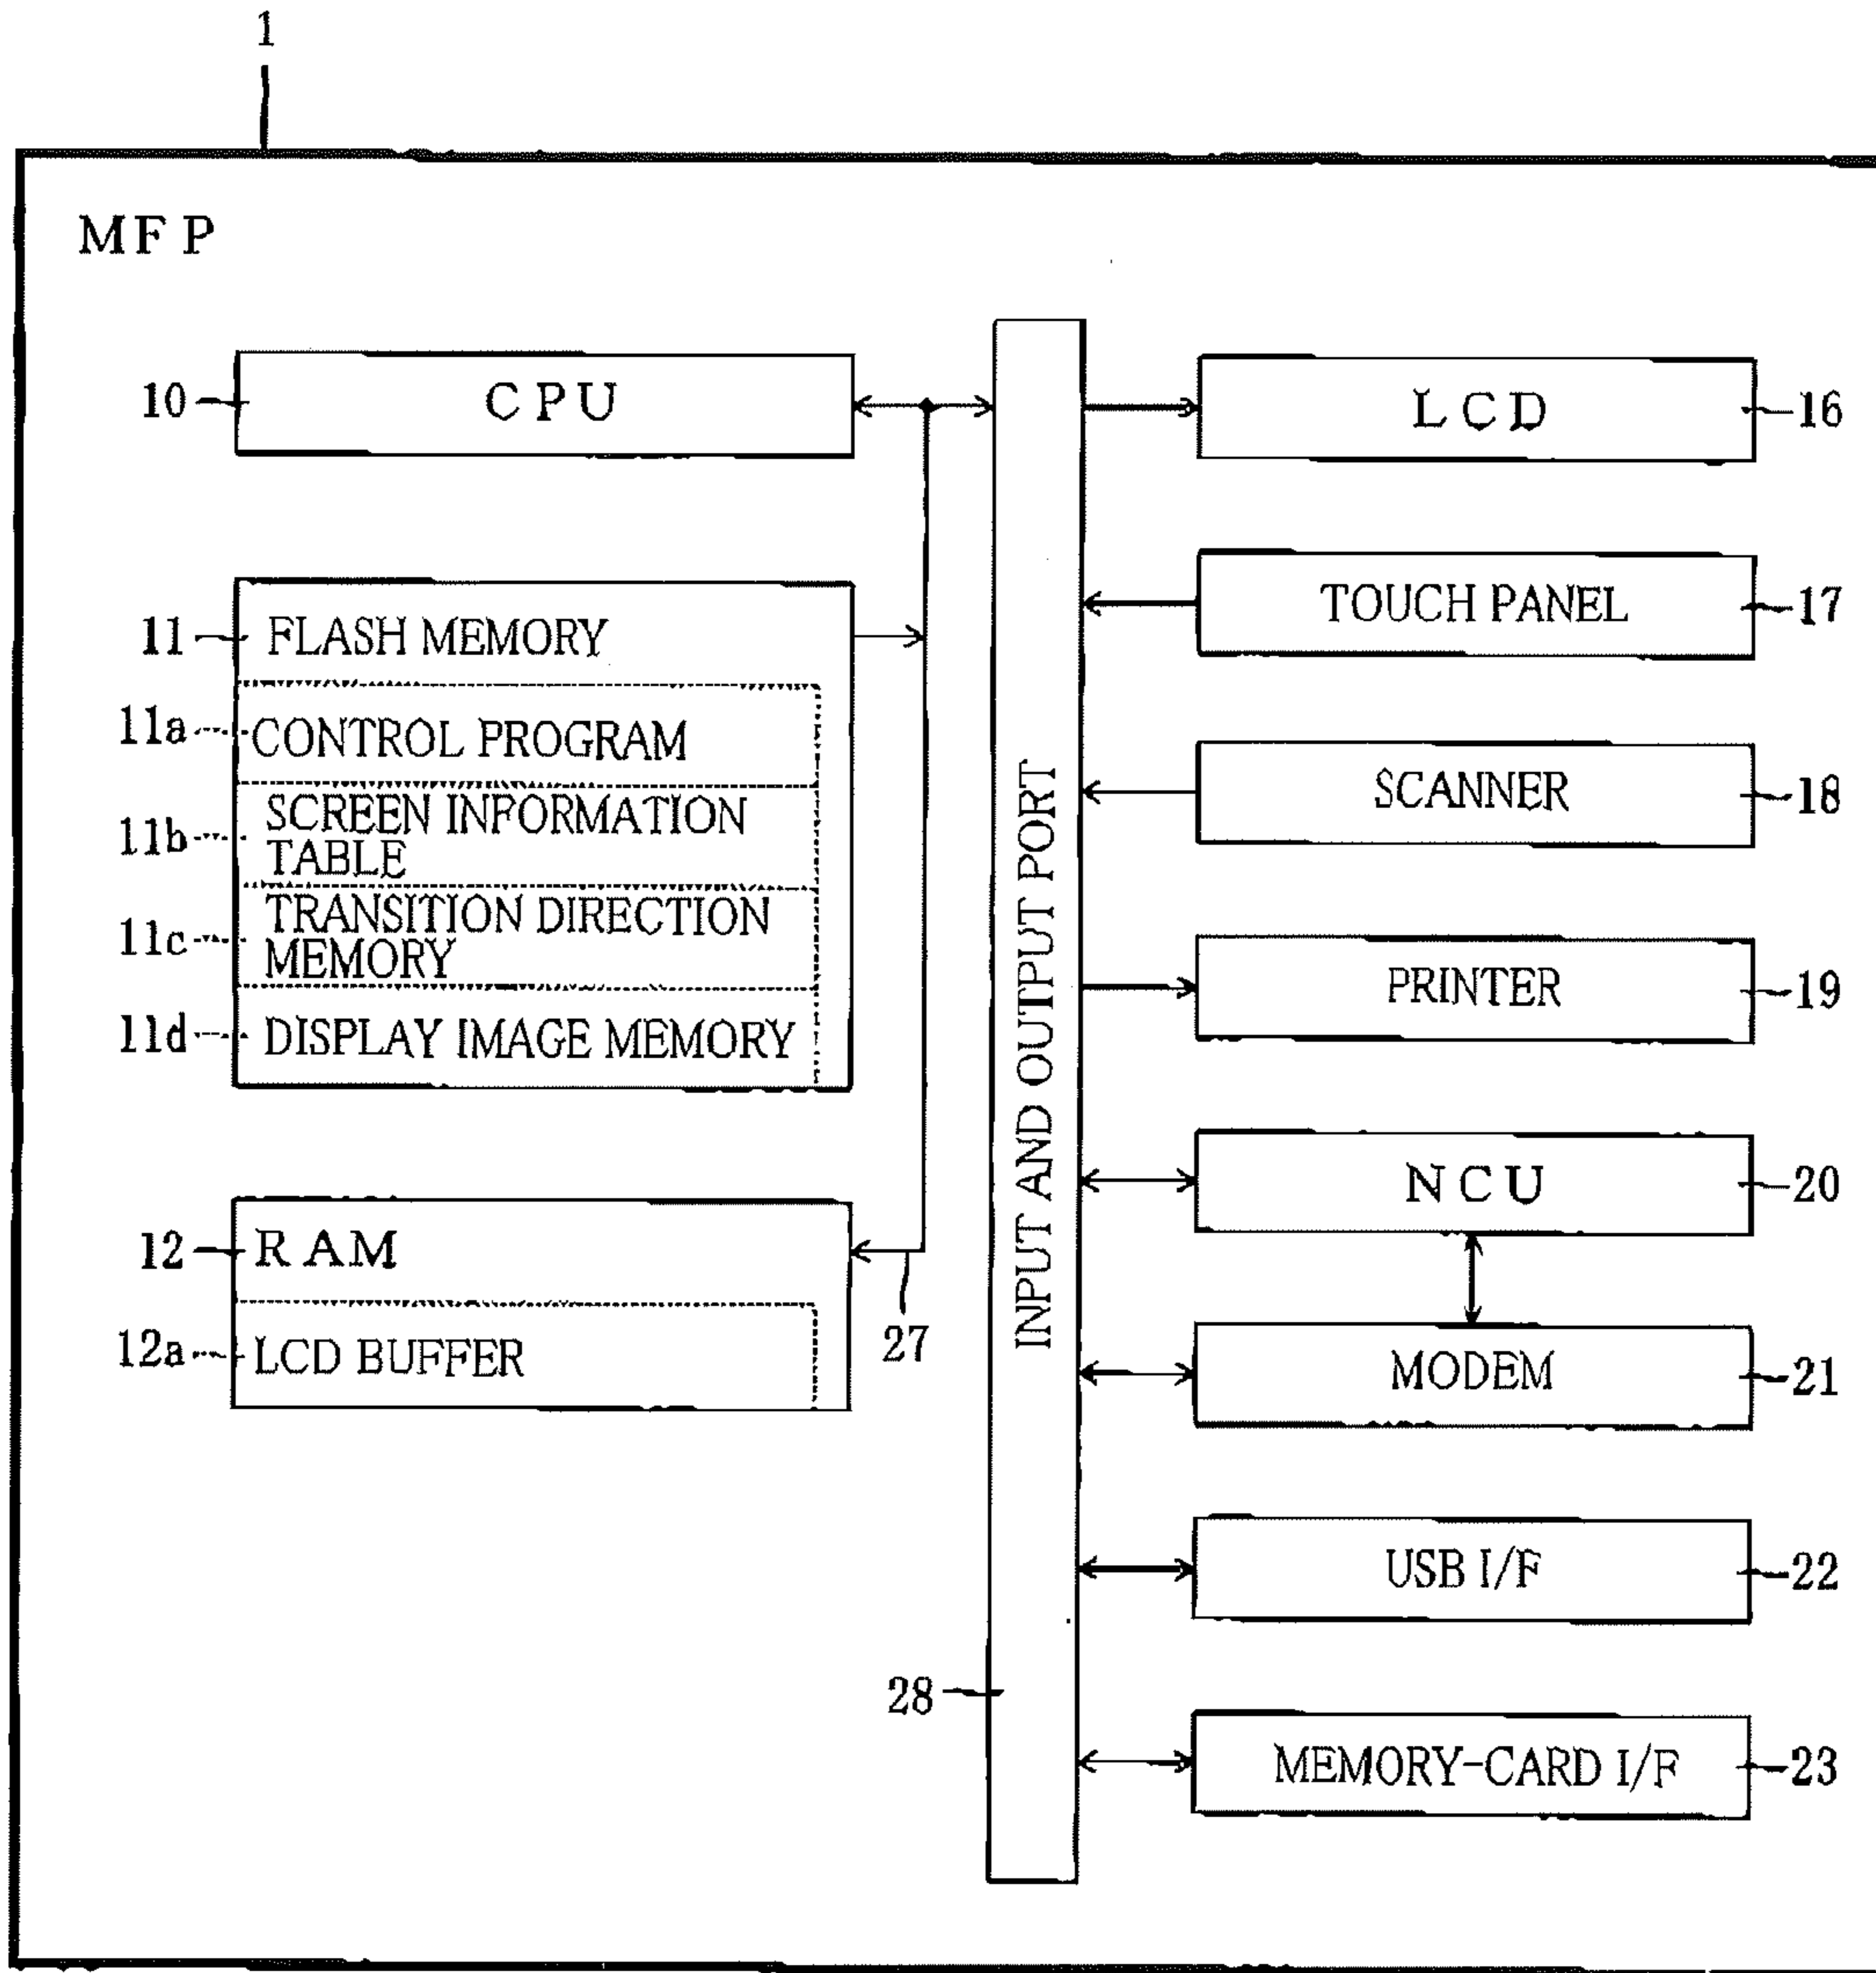 1
MFP
10
CPU
11
FLASH MEMORY
11a
CONTROL PROGRAM
11b
SCREEN INFORMATION
TABLE
11c
TRANSITION DIRECTION
MEMORY
11d
DISPLAY IMAGE MEMORY
12
RAM
12a
LCD BUFFER
27
INPUT AND OUTPUT PORT
28
LCD
16
TOUCH PANEL
17
SCANNER
18
PRINTER
19
NCU
20
MODEM
21
USB I/F
22
MEMORY-CARD I/F
23